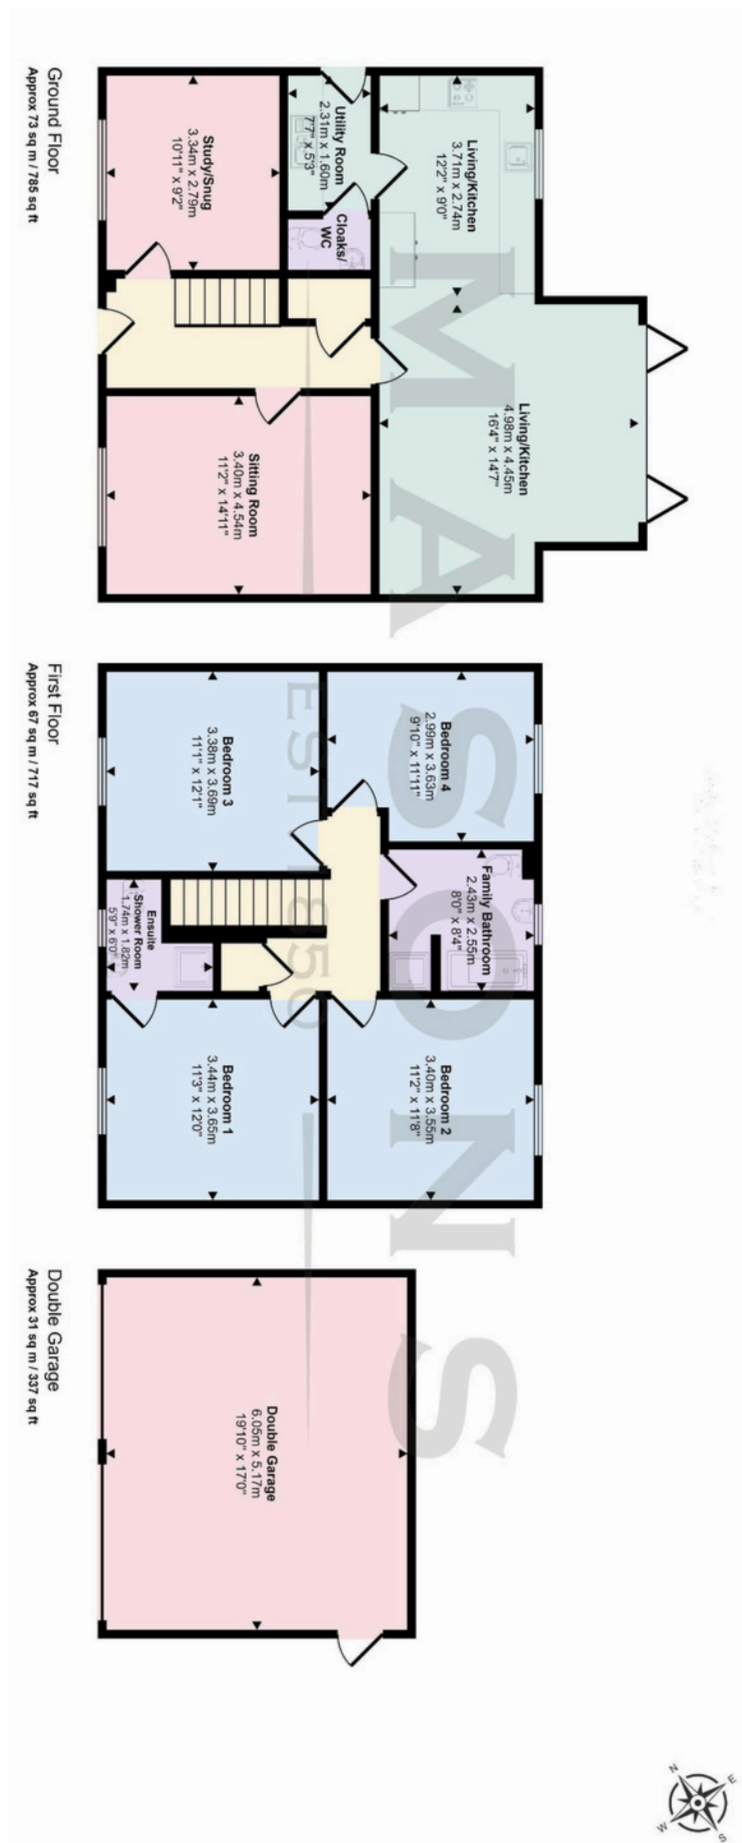 Ground Floor
Approx 73 sq m / 785 sq ft
Study/Snug
3.34m x 2.79m
10'11" x 9'2"
Utility Room
2.31m x 1.60m
7'7" x 5'3"
Cloaks/
WC
Living/Kitchen
3.71m x 2.74m
12'2" x 9'0"
Living/Kitchen
4.98m x 4.45m
16'4" x 14'7"
Sitting Room
3.40m x 4.54m
11'2" x 14'11"
First Floor
Approx 67 sq m / 717 sq ft
Bedroom 3
3.38m x 3.69m
11'1" x 12'1"
Bedroom 4
2.99m x 3.63m
9'10" x 11'11"
Family Bathroom
2.43m x 2.55m
8'0" x 8'4"
Ensuite
Shower Room
1.74m x 1.82m
5'9" x 6'0"
Bedroom 1
3.44m x 3.65m
11'3" x 12'0"
Bedroom 2
3.40m x 3.55m
11'2" x 11'8"
Double Garage
Approx 31 sq m / 337 sq ft
Double Garage
6.05m x 5.17m
19'10" x 17'0"
MASONS
EST 1850
N
E
S
W